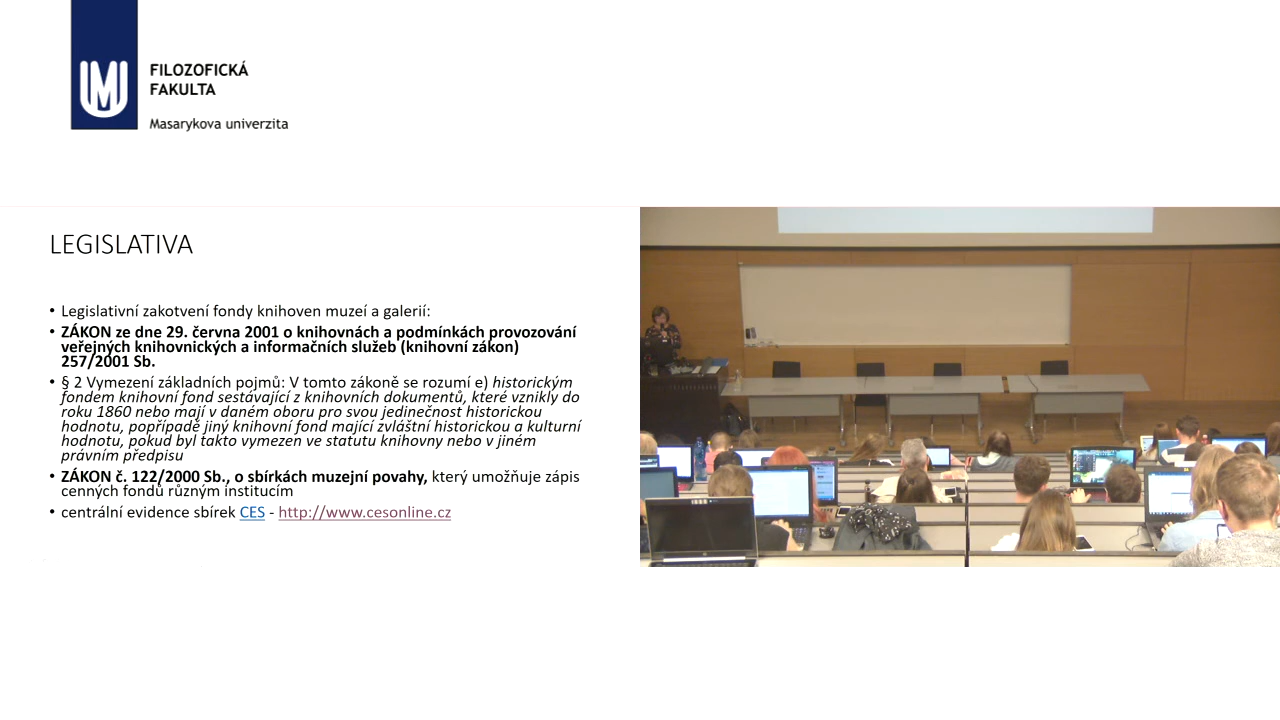 FILOZOFICKÁ
FAKULTA
Masarykova univerzita
LEGISLATIVA
• Legislativní zakotvení fondy knihoven muzeí a galerií:
• ZÁKON ze dne 29. června 2001 o knihovnách a podmínkách provozování
veřejných knihovnických a informačních služeb (knihovní zákon)
257/2001 Sb.
• § 2 Vymezení základních pojmů: V tomto zákoně se rozumí e) historickým
fondem knihovní fond sestávající z knihovních dokumentů, které vznikly do
roku 1860 nebo mají v daném oboru pro svou jedinečnost historickou
hodnotu, popřípadě jiný knihovní fond mající zvláštní historickou a kulturní
hodnotu, pokud byl takto vymezen ve statutu knihovny nebo v jiném
právním předpisu
• ZÁKON č. 122/2000 Sb., o sbírkách muzejní povahy, který umožňuje zápis
cenných fondů různým institucím
• centrální evidence sbírek CES - http://www.cesonline.cz